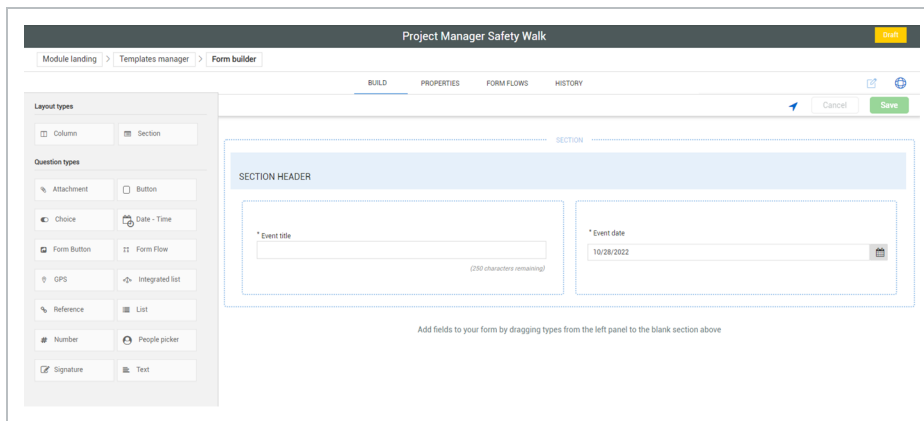 Project Manager Safety Walk
Draft
Module landing > Templates manager > Form builder
BUILD PROPERTIES FORM FLOWS HISTORY
Cancel Save
Layout types
Column Section
Question types
Attachment Button
Choice Date - Time
Form Button Form Flow
GPS Integrated list
Reference List
Number People picker
Signature Text
SECTION
SECTION HEADER
* Event title
(250 characters remaining)
* Event date
10/28/2022
Add fields to your form by dragging types from the left panel to the blank section above